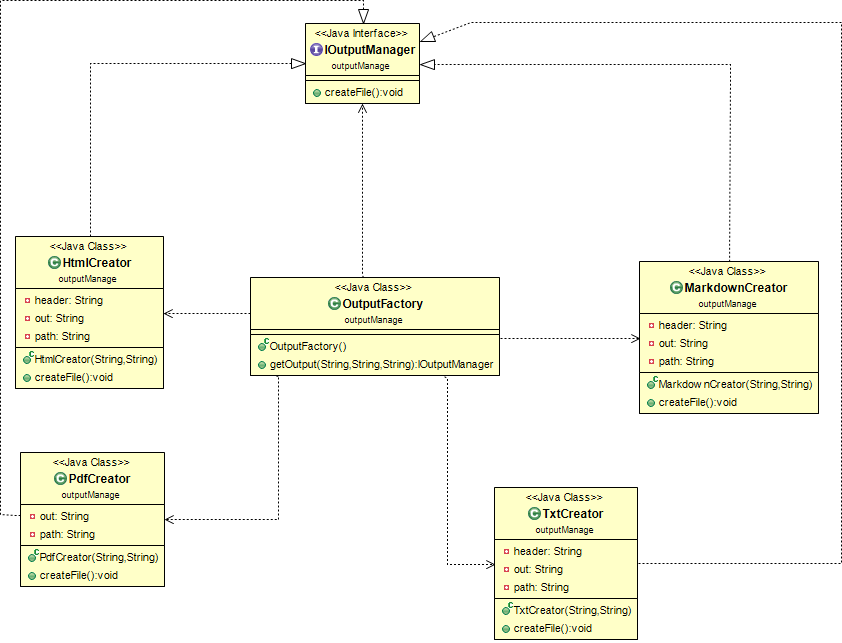 <<Java Interface>>
IOutputManager
outputManage
createFile():void
<<Java Class>>
HtmlCreator
outputManage
header: String
out: String
path: String
HtmlCreator(String,String)
createFile():void
<<Java Class>>
OutputFactory
outputManage
OutputFactory()
getOutput(String,String,String):IOutputManager
<<Java Class>>
MarkdownCreator
outputManage
header: String
out: String
path: String
MarkdownCreator(String,String)
createFile():void
<<Java Class>>
PdfCreator
outputManage
out: String
path: String
PdfCreator(String,String)
createFile():void
<<Java Class>>
TxtCreator
outputManage
header: String
out: String
path: String
TxtCreator(String,String)
createFile():void